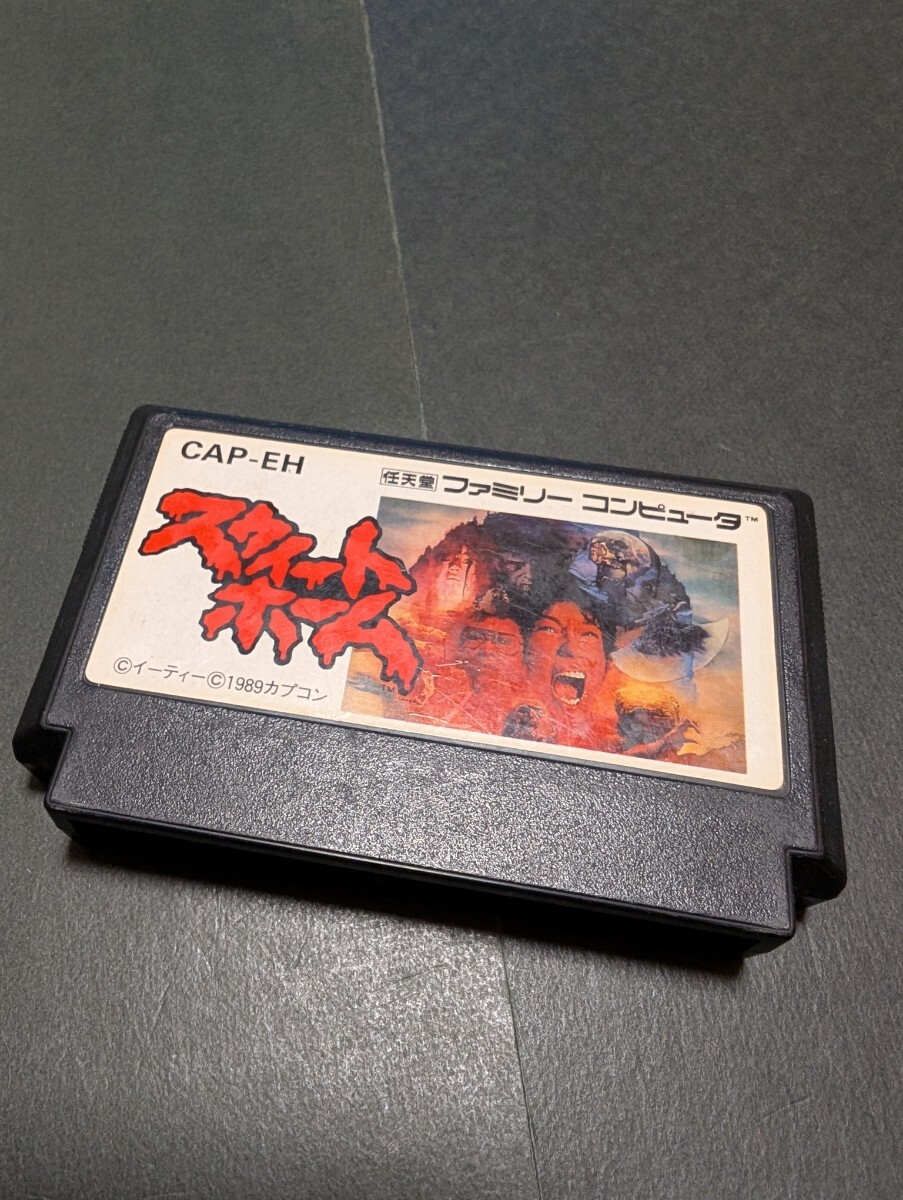 CAP-EH
任天堂 ファミリー コンピュータ™
スウィート
ホーム
™
©イーティー©1989カプコン